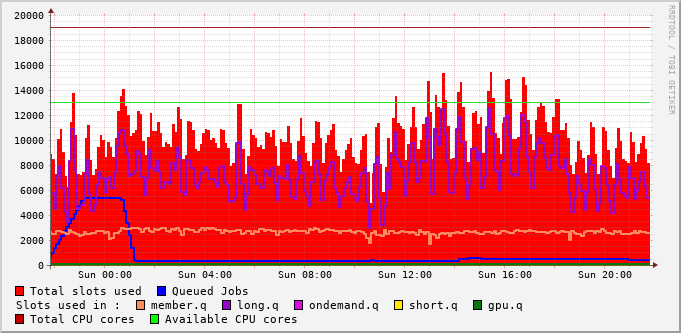 20000
18000
16000
14000
12000
10000
8000
6000
4000
2000
0
RRDTOOL / TOBI OETIKER
Sun 00:00 Sun 04:00 Sun 08:00 Sun 12:00 Sun 16:00 Sun 20:00
Total slots used Queued Jobs
Slots used in : member.q long.q ondemand.q short.q gpu.q
Total CPU cores Available CPU cores